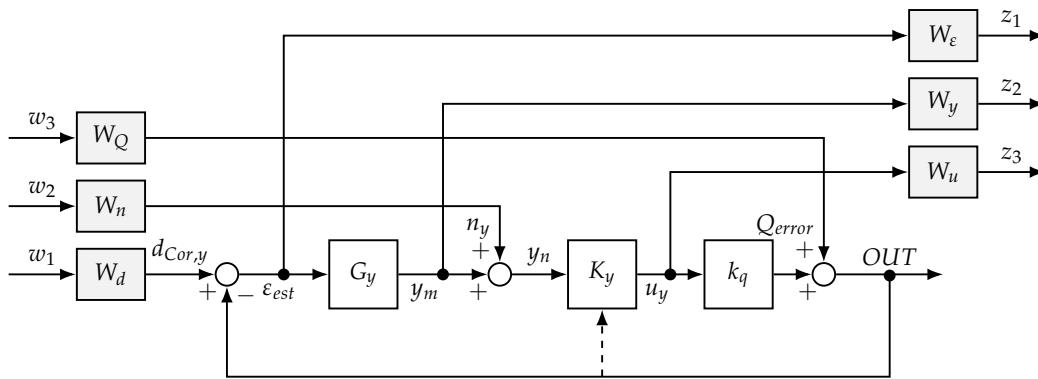 W_ε z_1
W_y z_2
w_3 W_Q
W_u z_3
w_2 W_n
n_y Q_error
w_1 W_d d_Cor,y + − ε_est G_y y_m + + y_n K_y u_y k_q + + OUT